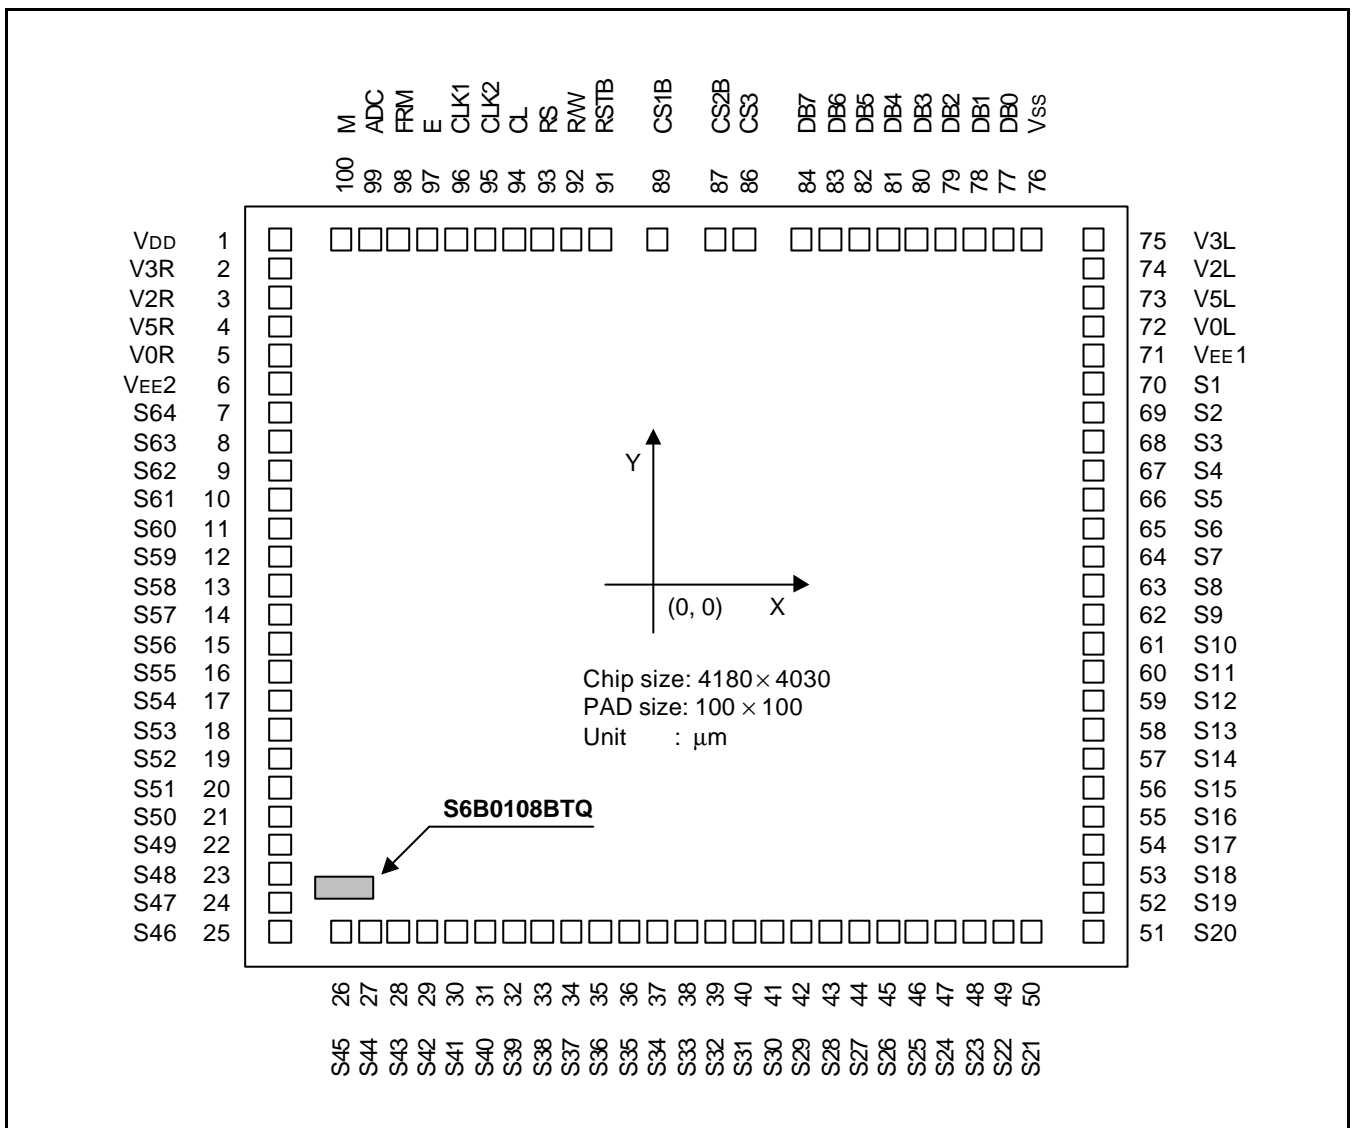 M ADC FRM E CLK1 CLK2 CL RS R/W RSTB CS1B CS2B CS3 DB7 DB6 DB5 DB4 DB3 DB2 DB1 DB0 VSS
100 99 98 97 96 95 94 93 92 91 89 87 86 84 83 82 81 80 79 78 77 76
VDD 1 75 V3L
V3R 2 74 V2L
V2R 3 73 V5L
V5R 4 72 V0L
V0R 5 71 VEE1
VEE2 6 70 S1
S64 7 69 S2
S63 8 68 S3
S62 9 67 S4
S61 10 66 S5
S60 11 65 S6
S59 12 64 S7
S58 13 63 S8
S57 14 62 S9
S56 15 61 S10
S55 16 60 S11
S54 17 59 S12
S53 18 58 S13
S52 19 57 S14
S51 20 56 S15
S50 21 55 S16
S49 22 54 S17
S48 23 53 S18
S47 24 52 S19
S46 25 51 S20
Y
(0, 0) X
Chip size: 4180 × 4030
PAD size: 100 × 100
Unit : μm
S6B0108BTQ
26 27 28 29 30 31 32 33 34 35 36 37 38 39 40 41 42 43 44 45 46 47 48 49 50
S45 S44 S43 S42 S41 S40 S39 S38 S37 S36 S35 S34 S33 S32 S31 S30 S29 S28 S27 S26 S25 S24 S23 S22 S21